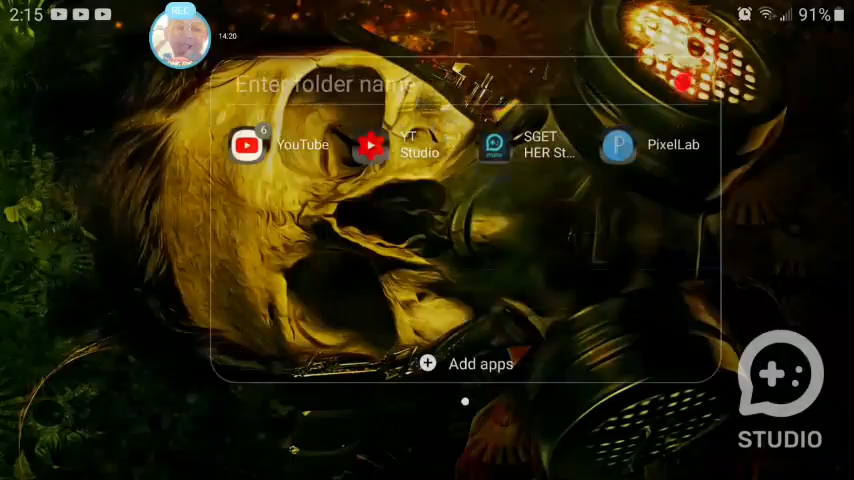 2:15
REC
14:20
91%
Enter folder name
6
YouTube
YT
Studio
SGET
HER St...
PixelLab
Add apps
STUDIO